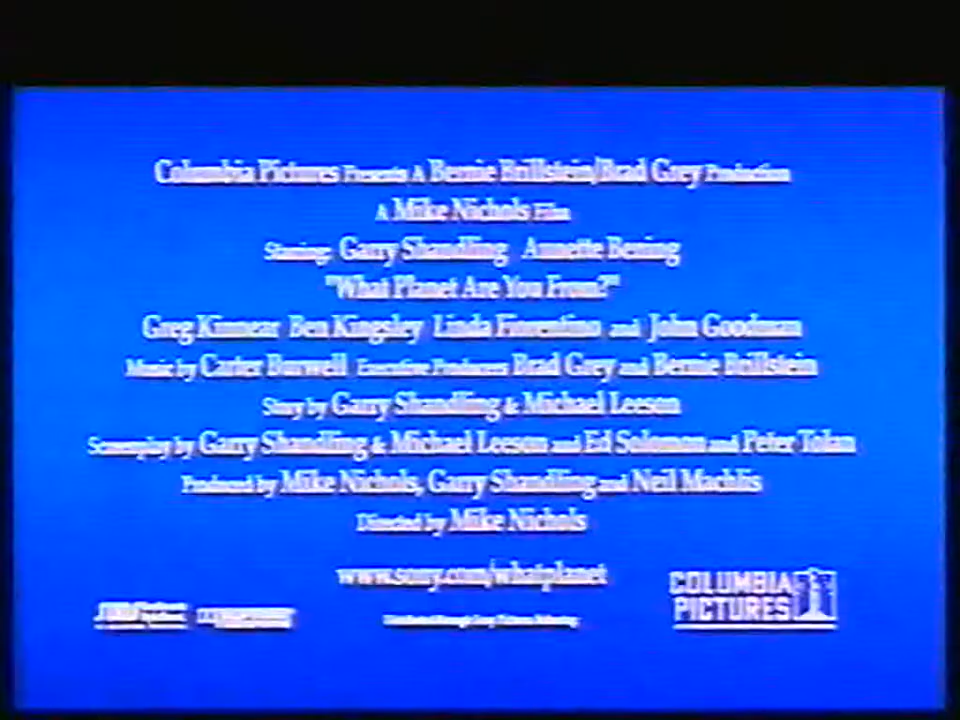 Columbia Pictures Presents A Bernie Brillstein/Brad Grey Production
A Mike Nichols Film
Starring: Garry Shandling Annette Bening
"What Planet Are You From?"
Greg Kinnear Ben Kingsley Linda Fiorentino and John Goodman
Music by Carter Burwell Executive Producers Brad Grey and Bernie Brillstein
Story by Garry Shandling & Michael Leeson
Screenplay by Garry Shandling & Michael Leeson and Ed Solomon and Peter Tolan
Produced by Mike Nichols, Garry Shandling and Neil Machlis
Directed by Mike Nichols
www.sony.com/whatplanet
COLUMBIA
PICTURES